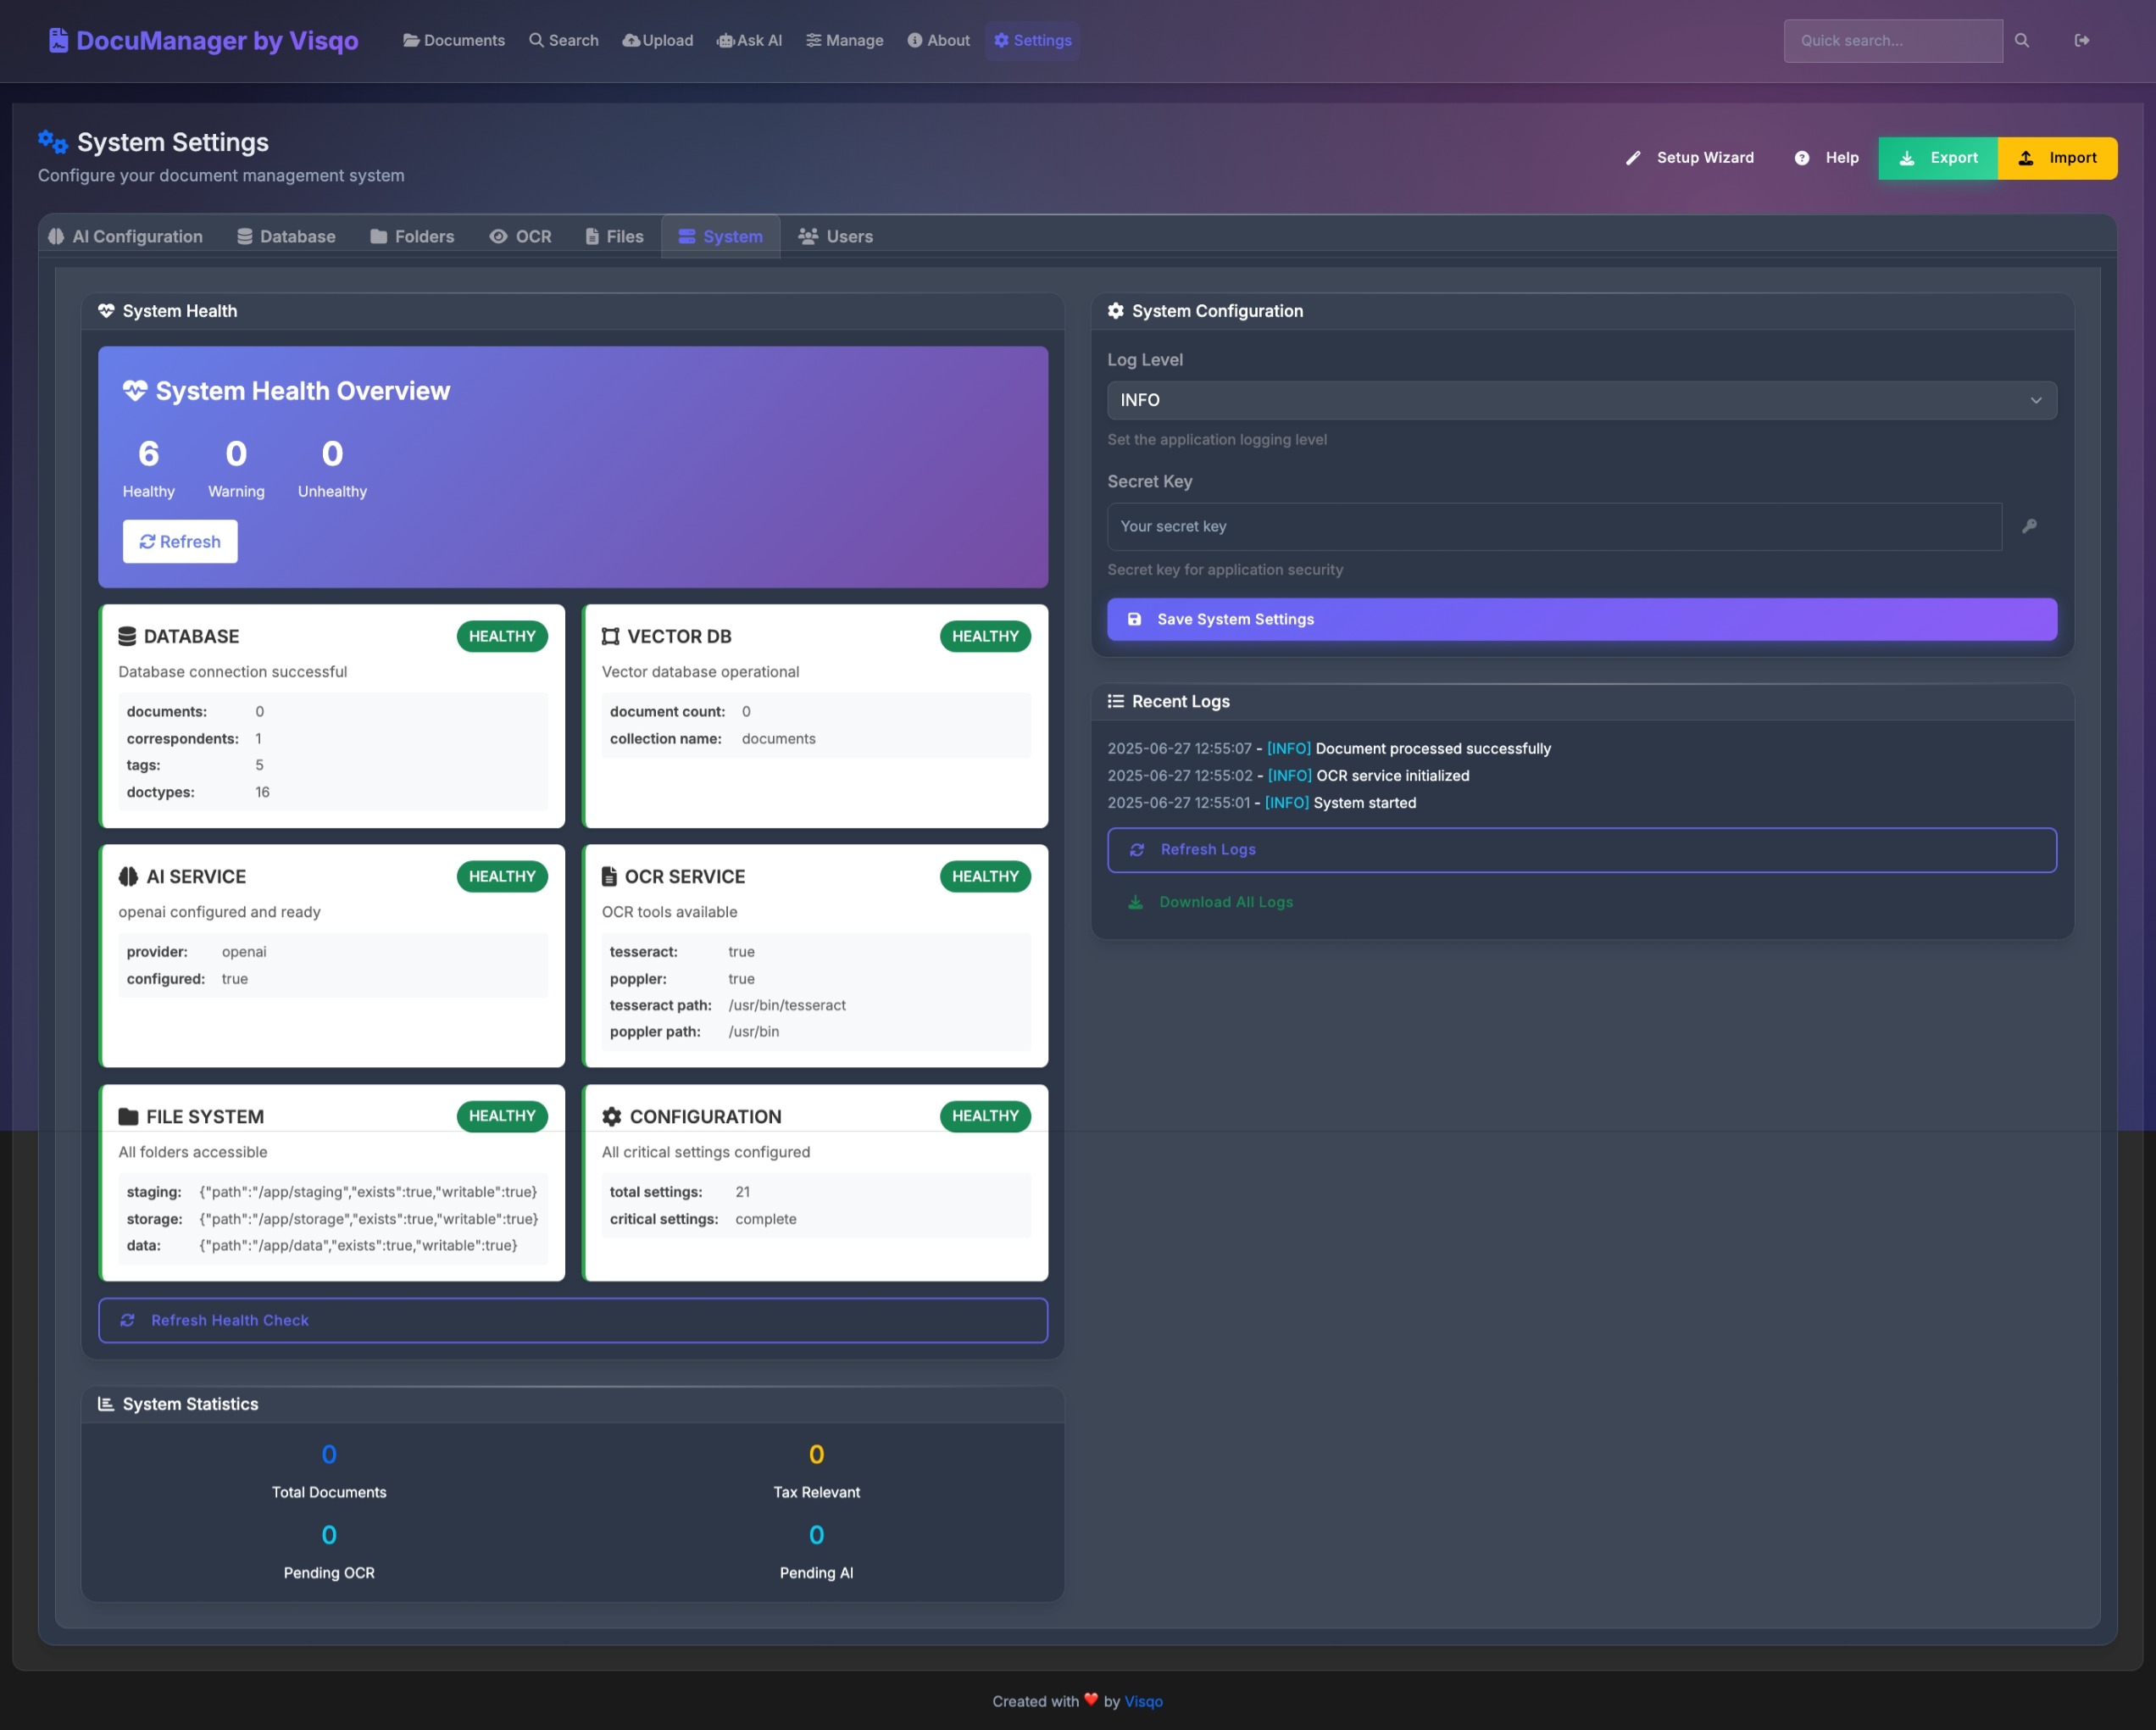 DocuManager by Visqo
Documents
Search
Upload
Ask AI
Manage
About
Settings
Quick search...
System Settings
Configure your document management system
Setup Wizard
Help
Export
Import
AI Configuration
Database
Folders
OCR
Files
System
Users
System Health
System Health Overview
6
0
0
Healthy
Warning
Unhealthy
Refresh
DATABASE
HEALTHY
Database connection successful
documents: 0
correspondents: 1
tags: 5
doctypes: 16
VECTOR DB
HEALTHY
Vector database operational
document count: 0
collection name: documents
AI SERVICE
HEALTHY
openai configured and ready
provider: openai
configured: true
OCR SERVICE
HEALTHY
OCR tools available
tesseract: true
poppler: true
tesseract path: /usr/bin/tesseract
poppler path: /usr/bin
FILE SYSTEM
HEALTHY
All folders accessible
staging: {"path":"/app/staging","exists":true,"writable":true}
storage: {"path":"/app/storage","exists":true,"writable":true}
data: {"path":"/app/data","exists":true,"writable":true}
CONFIGURATION
HEALTHY
All critical settings configured
total settings: 21
critical settings: complete
Refresh Health Check
System Statistics
0
Total Documents
0
Tax Relevant
0
Pending OCR
0
Pending AI
System Configuration
Log Level
INFO
Set the application logging level
Secret Key
Your secret key
Secret key for application security
Save System Settings
Recent Logs
2025-06-27 12:55:07 - [INFO] Document processed successfully
2025-06-27 12:55:02 - [INFO] OCR service initialized
2025-06-27 12:55:01 - [INFO] System started
Refresh Logs
Download All Logs
Created with ❤️ by Visqo